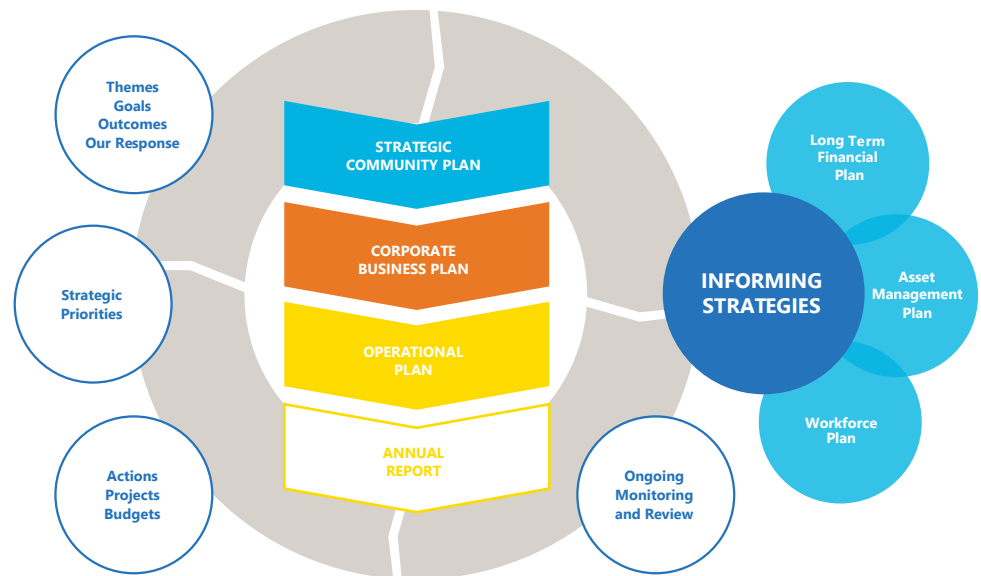 Themes
Goals
Outcomes
Our Response
STRATEGIC
COMMUNITY PLAN
Long Term
Financial
Plan
CORPORATE
BUSINESS PLAN
Strategic
Priorities
INFORMING
STRATEGIES
Asset
Management
Plan
OPERATIONAL
PLAN
Workforce
Plan
ANNUAL
REPORT
Actions
Projects
Budgets
Ongoing
Monitoring
and Review